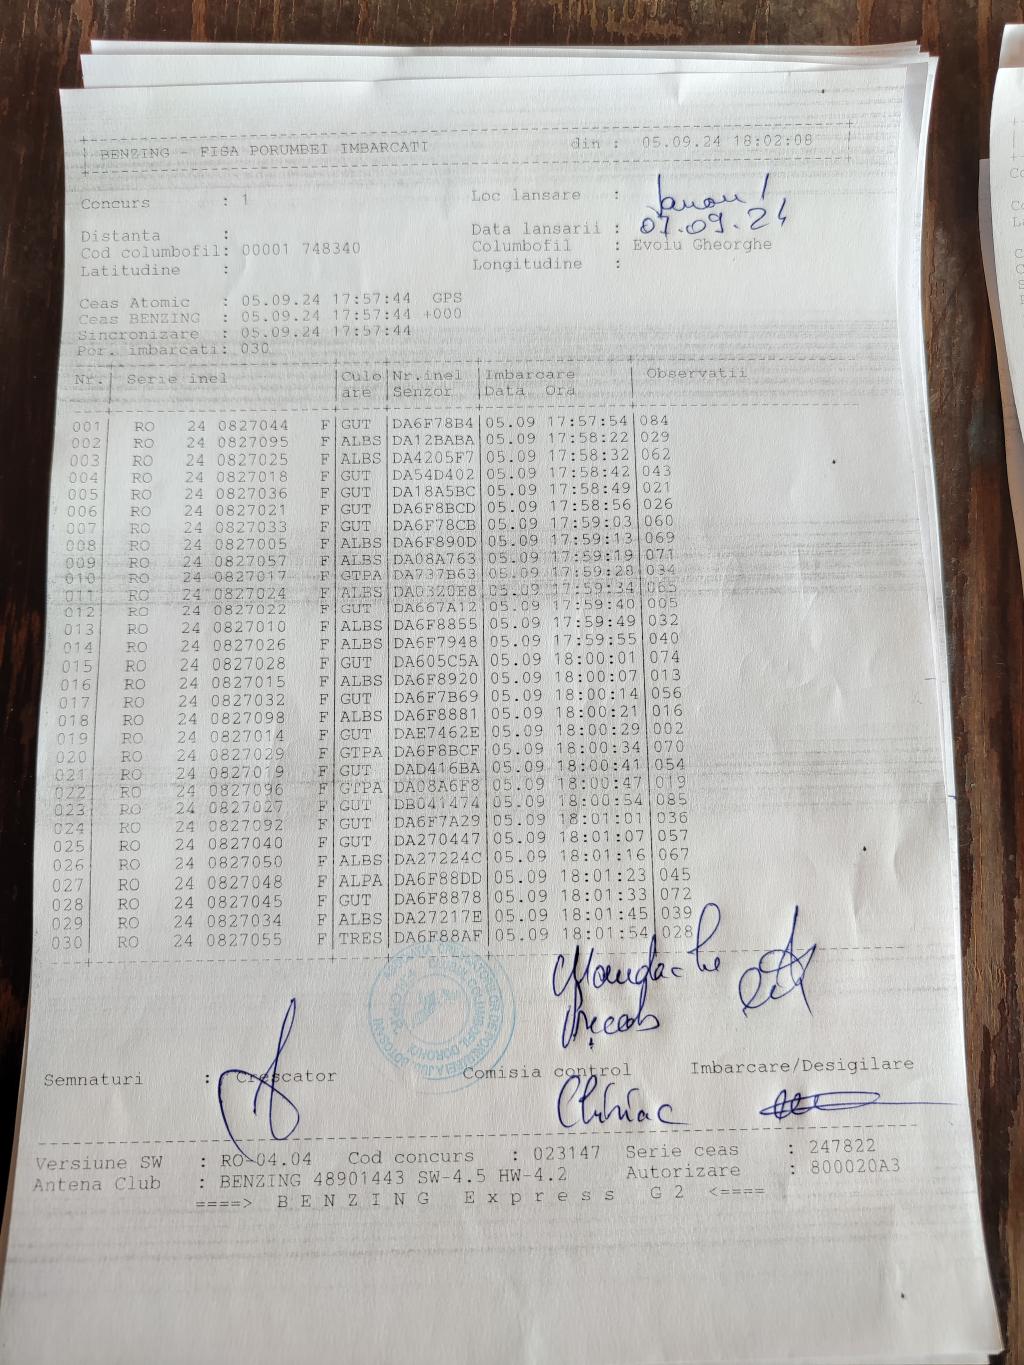 BENZING - FISA PORUMBEI IMBARCATI din : 05.09.24 18:02:08
Concurs : 1 Loc lansare :
Distanta : Data lansarii : 07.09.24
Cod columbofil: 00001 748340 Columbofil : Evoiu Gheorghe
Latitudine : Longitudine :
Ceas Atomic : 05.09.24 17:57:44 GPS
Ceas BENZING : 05.09.24 17:57:44 +000
Sincronizare : 05.09.24 17:57:44
Por. imbarcati: 030
Nr. Serie inel Culo Nr.inel Imbarcare Observatii
are Senzor Data Ora
001 RO 24 0827044 F GUT DA6F78B4 05.09 17:57:54 084
002 RO 24 0827095 F ALBS DA12BABA 05.09 17:58:22 029
003 RO 24 0827025 F ALBS DA4205F7 05.09 17:58:32 062
004 RO 24 0827018 F GUT DA54D402 05.09 17:58:42 043
005 RO 24 0827036 F GUT DA18A5BC 05.09 17:58:49 021
006 RO 24 0827021 F GUT DA6F8BCD 05.09 17:58:56 026
007 RO 24 0827033 F GUT DA6F78CB 05.09 17:59:03 060
008 RO 24 0827005 F ALBS DA6F890D 05.09 17:59:13 069
009 RO 24 0827057 F ALBS DA08A763 05.09 17:59:19 071
010 RO 24 0827017 F GTPA DA737B63 05.09 17:59:28 034
011 RO 24 0827024 F ALBS DA0320E8 05.09 17:59:34 065
012 RO 24 0827022 F GUT DA667A12 05.09 17:59:40 005
013 RO 24 0827010 F ALBS DA6F8855 05.09 17:59:49 032
014 RO 24 0827026 F ALBS DA6F7948 05.09 17:59:55 040
015 RO 24 0827028 F GUT DA605C5A 05.09 18:00:01 074
016 RO 24 0827015 F ALBS DA6F8920 05.09 18:00:07 013
017 RO 24 0827032 F GUT DA6F7B69 05.09 18:00:14 056
018 RO 24 0827098 F ALBS DA6F8881 05.09 18:00:21 016
019 RO 24 0827014 F GUT DAE7462E 05.09 18:00:29 002
020 RO 24 0827029 F GTPA DA6F8BCF 05.09 18:00:34 070
021 RO 24 0827019 F GUT DAD416BA 05.09 18:00:41 054
022 RO 24 0827096 F GTPA DA08A6F8 05.09 18:00:47 019
023 RO 24 0827027 F GUT DB041474 05.09 18:00:54 085
024 RO 24 0827092 F GUT DA6F7A29 05.09 18:01:01 036
025 RO 24 0827040 F GUT DA270447 05.09 18:01:07 057
026 RO 24 0827050 F ALBS DA27224C 05.09 18:01:16 067
027 RO 24 0827048 F ALPA DA6F88DD 05.09 18:01:23 045
028 RO 24 0827045 F GUT DA6F8878 05.09 18:01:33 072
029 RO 24 0827034 F ALBS DA27217E 05.09 18:01:45 039
030 RO 24 0827055 F TRES DA6F88AF 05.09 18:01:54 028
Mandache
Semnaturi : Crescator Comisia control Imbarcare/Desigilare
Chiriac
Versiune SW : RO-04.04 Cod concurs : 023147 Serie ceas : 247822
Antena Club : BENZING 48901443 SW-4.5 HW-4.2 Autorizare : 800020A3
====> B E N Z I N G E x p r e s s G 2 <====